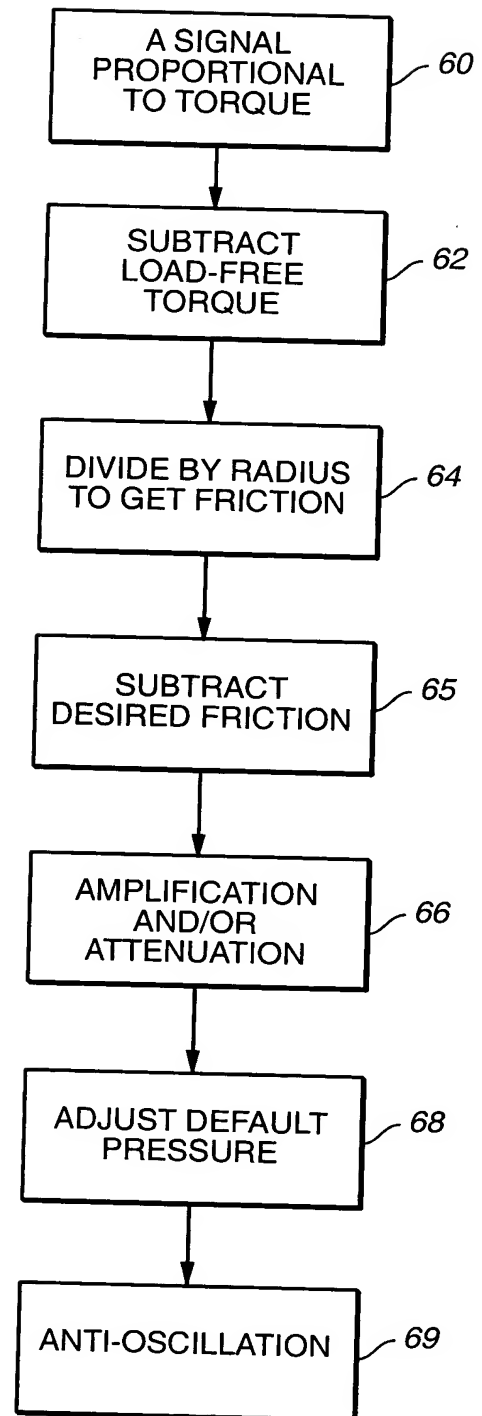 A SIGNAL
PROPORTIONAL
TO TORQUE
60
SUBTRACT
LOAD-FREE
TORQUE
62
DIVIDE BY RADIUS
TO GET FRICTION
64
SUBTRACT
DESIRED FRICTION
65
AMPLIFICATION
AND/OR
ATTENUATION
66
ADJUST DEFAULT
PRESSURE
68
ANTI-OSCILLATION
69